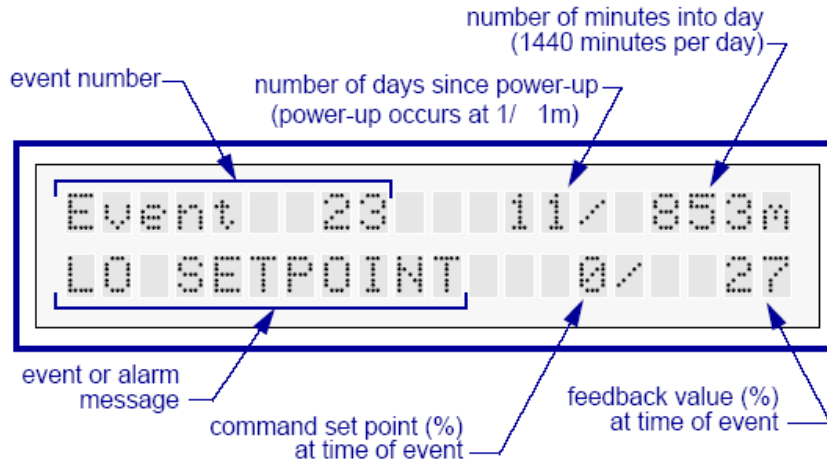 number of minutes into day
(1440 minutes per day)
event number
number of days since power-up
(power-up occurs at 1/ 1m)
Event 23 11/ 853m
LO SETPOINT 0/ 27
event or alarm
message
command set point (%)
at time of event
feedback value (%)
at time of event